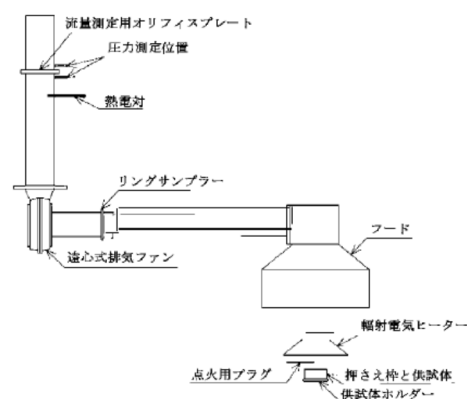 流量測定用オリフィスプレート
圧力測定位置
熱電対
リングサンプラー
遠心式排気ファン
フード
輻射電気ヒーター
点火用プラグ
押さえ枠と供試体
供試体ホルダー